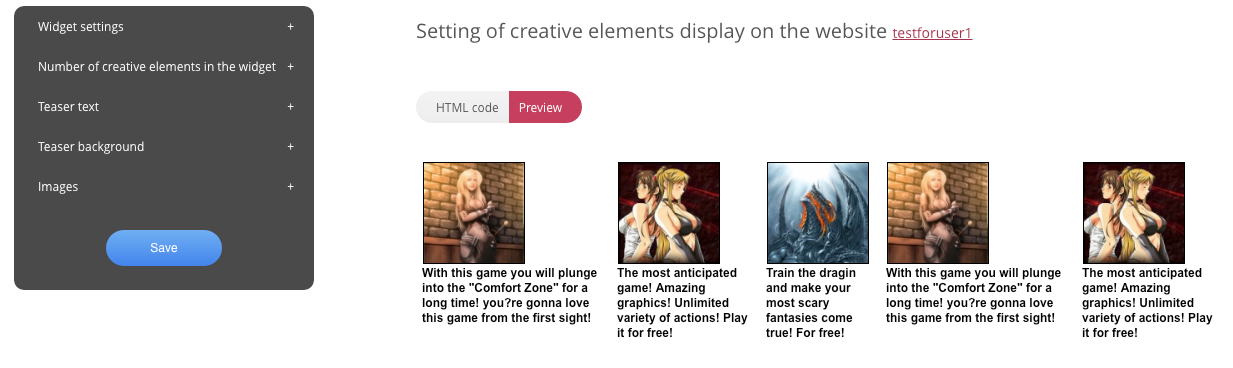 Widget settings +
Number of creative elements in the widget +
Teaser text +
Teaser background +
Images +
Save
Setting of creative elements display on the website testforuser1
HTML code Preview
With this game you will plunge
into the "Comfort Zone" for a
long time! you?re gonna love
this game from the first sight!
The most anticipated
game! Amazing
graphics! Unlimited
variety of actions! Play
it for free!
Train the dragin
and make your
most scary
fantasies come
true! For free!
With this game you will plunge
into the "Comfort Zone" for a
long time! you?re gonna love
this game from the first sight!
The most anticipated
game! Amazing
graphics! Unlimited
variety of actions! Play
it for free!